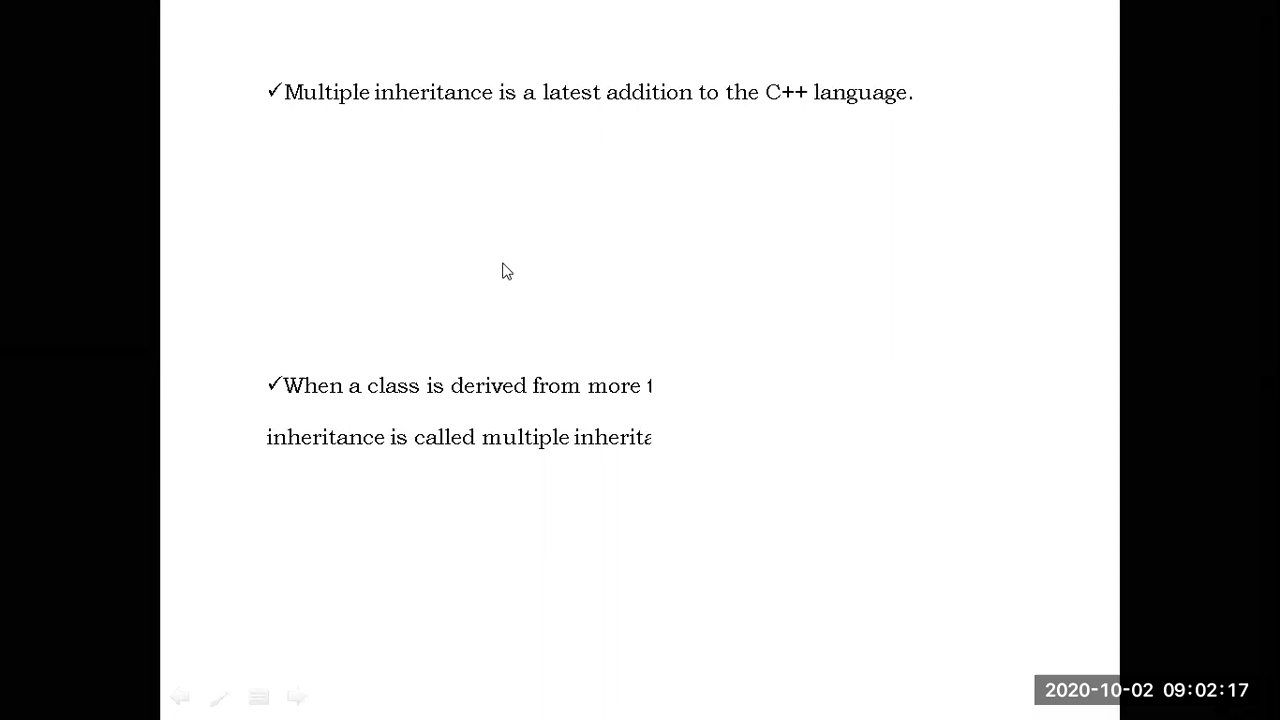 ✓Multiple inheritance is a latest addition to the C++ language.
✓When a class is derived from more
inheritance is called multiple
2020-10-02 09:02:17